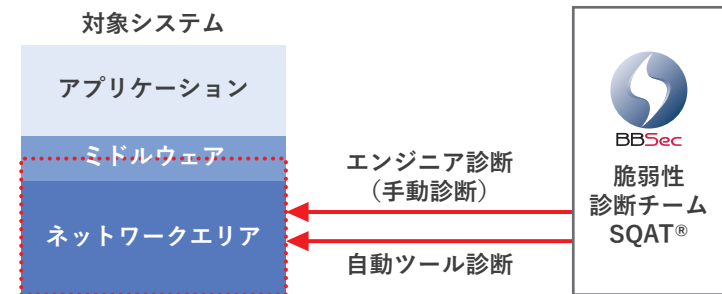 対象システム
アプリケーション
ミドルウェア
ネットワークエリア
エンジニア診断
（手動診断）
自動ツール診断
BBSec
脆弱性
診断チーム
SQAT®